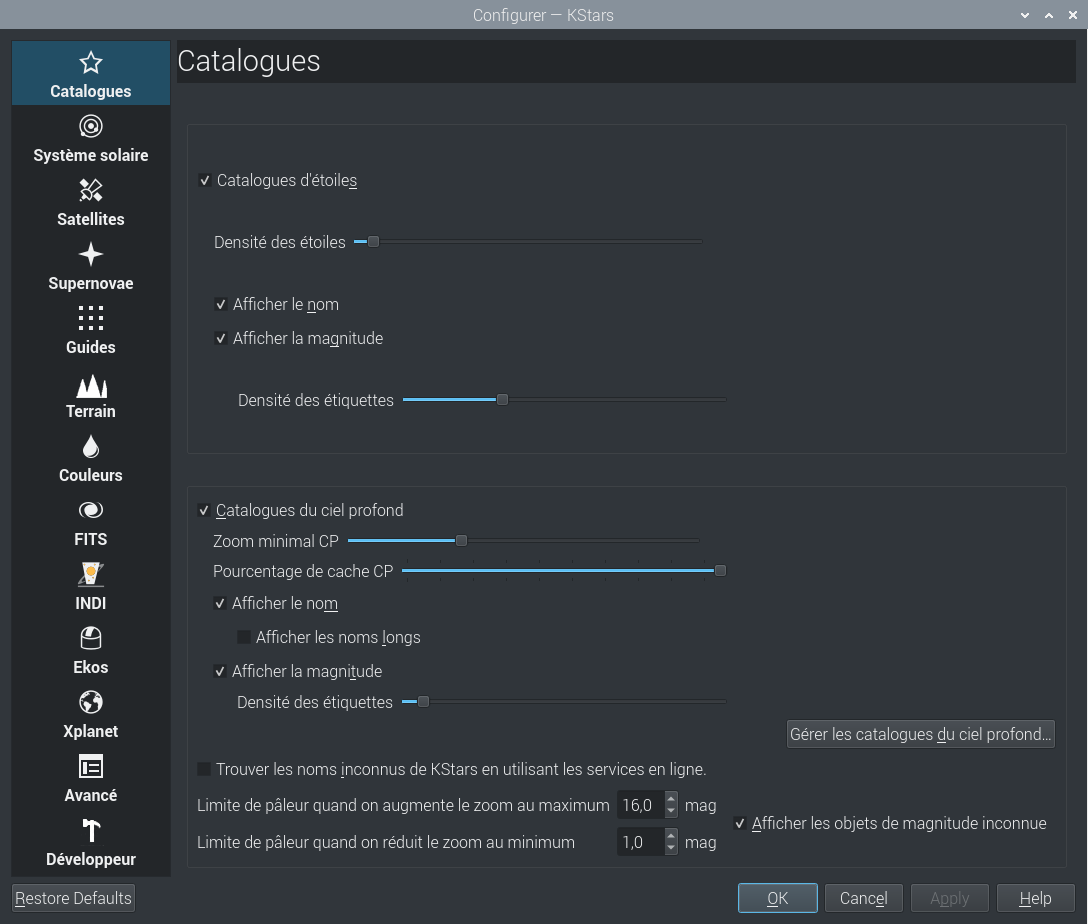 Configurer — KStars
Catalogues
Système solaire
Satellites
Supernovae
Guides
Terrain
Couleurs
FITS
INDI
Ekos
Xplanet
Avancé
Développeur
Catalogues
Catalogues d'étoiles
Densité des étoiles
Afficher le nom
Afficher la magnitude
Densité des étiquettes
Catalogues du ciel profond
Zoom minimal CP
Pourcentage de cache CP
Afficher le nom
Afficher les noms longs
Afficher la magnitude
Densité des étiquettes
Gérer les catalogues du ciel profond...
Trouver les noms inconnus de KStars en utilisant les services en ligne.
Limite de pâleur quand on augmente le zoom au maximum 16,0 mag
Limite de pâleur quand on réduit le zoom au minimum 1,0 mag
Afficher les objets de magnitude inconnue
Restore Defaults OK Cancel Apply Help